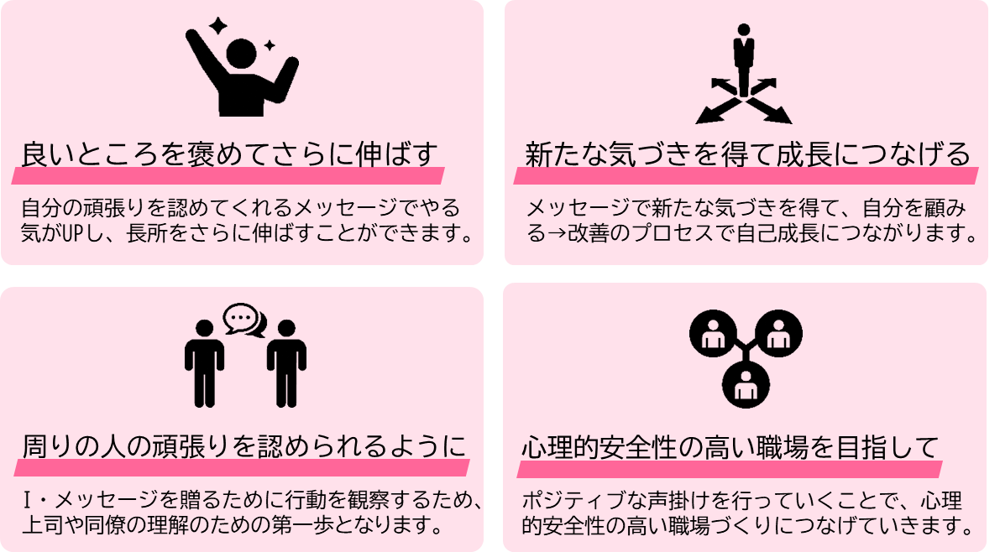 良いところを褒めてさらに伸ばす
自分の頑張りを認めてくれるメッセージでやる
気がUPし、長所をさらに伸ばすことができます。
新たな気づきを得て成長につなげる
メッセージで新たな気づきを得て、自分を顧み
る→改善のプロセスで自己成長につながります。
周りの人の頑張りを認められるように
I・メッセージを贈るために行動を観察するため、
上司や同僚の理解のための第一歩となります。
心理的安全性の高い職場を目指して
ポジティブな声掛けを行っていくことで、心理
的安全性の高い職場づくりにつなげていきます。